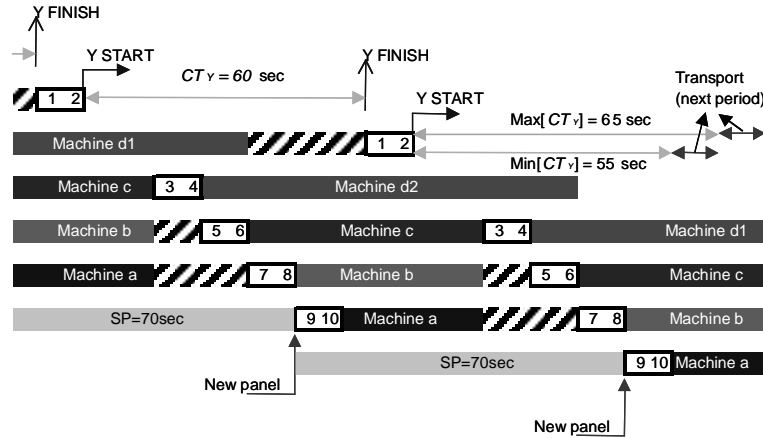 Y FINISH
Y START
CTY = 60 sec
Y FINISH
Y START
Transport
(next period)
1 2
Machine d1
1 2
Max[CTY] = 65 sec
Min[CTY] = 55 sec
Machine c
3 4
Machine d2
Machine b
5 6
Machine c
3 4
Machine d1
Machine a
7 8
Machine b
5 6
Machine c
SP=70sec
9 10
Machine a
7 8
Machine b
SP=70sec
9 10
Machine a
New panel
New panel